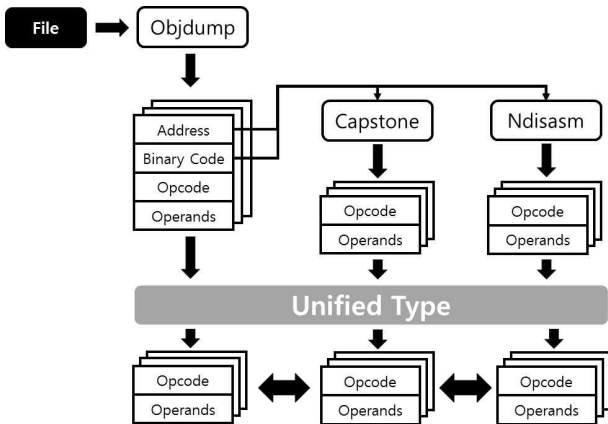 File
Objdump
Address
Binary Code
Opcode
Operands
Capstone
Opcode
Operands
Ndisasm
Opcode
Operands
Unified Type
Opcode
Operands
Opcode
Operands
Opcode
Operands